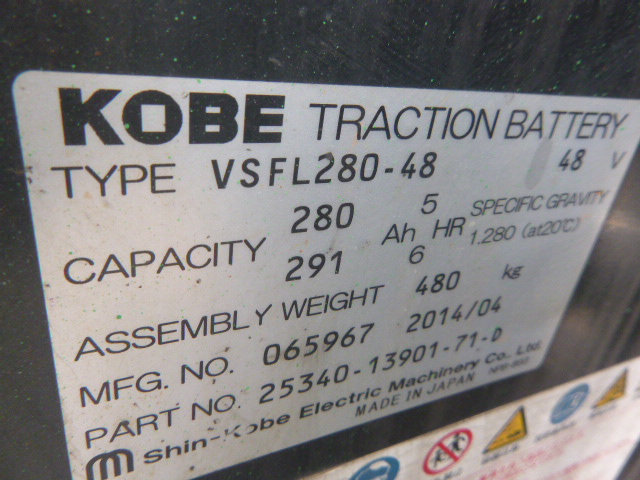 KOBE TRACTION BATTERY
TYPE VSFL280-48 48 V
CAPACITY 280 Ah 5 HR SPECIFIC GRAVITY
291 6 1.280 (at20℃)
ASSEMBLY WEIGHT 480 kg
MFG. NO. 065967 2014/04
PART NO. 25340-13901-71-D
Shin-Kobe Electric Machinery Co., Ltd.
MADE IN JAPAN